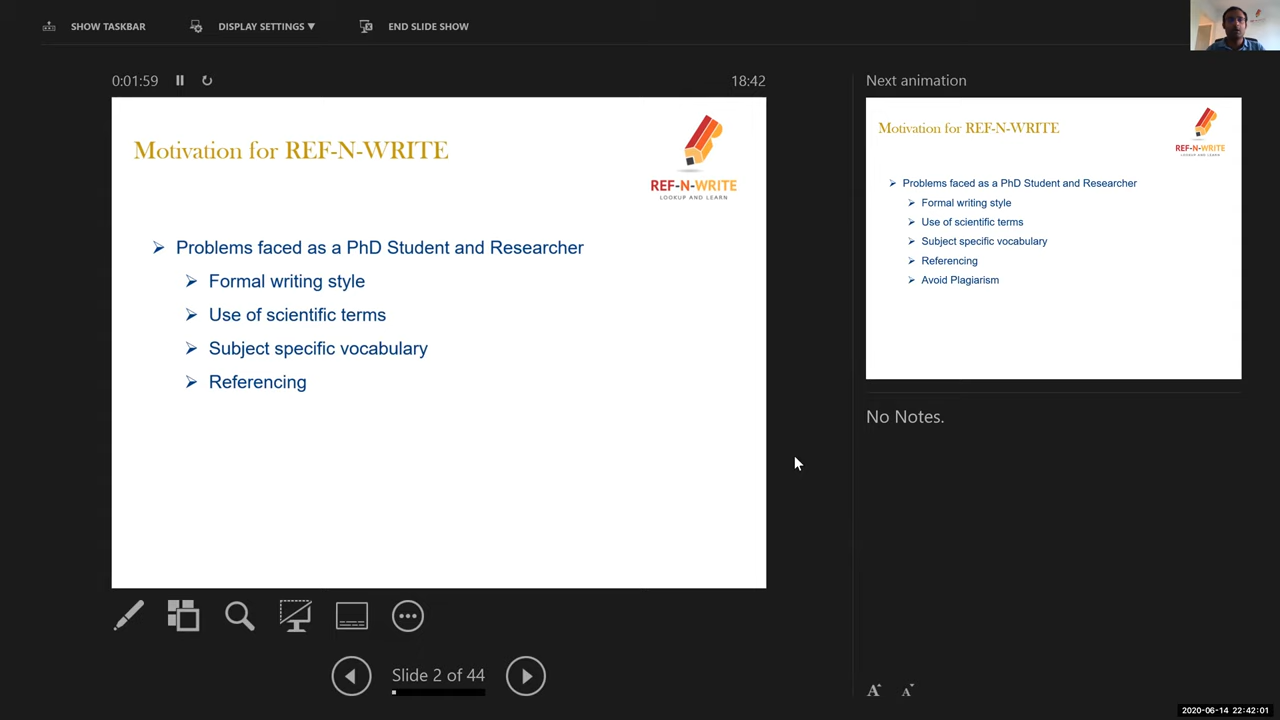 SHOW TASKBAR
DISPLAY SETTINGS ▼
END SLIDE SHOW
0:01:59
18:42
Motivation for REF-N-WRITE
REF-N-WRITE
LOOKUP AND LEARN
➢ Problems faced as a PhD Student and Researcher
➢ Formal writing style
➢ Use of scientific terms
➢ Subject specific vocabulary
➢ Referencing
Slide 2 of 44
Next animation
Motivation for REF-N-WRITE
REF-N-WRITE
LOOKUP AND LEARN
➢ Problems faced as a PhD Student and Researcher
➢ Formal writing style
➢ Use of scientific terms
➢ Subject specific vocabulary
➢ Referencing
➢ Avoid Plagiarism
No Notes.
A A
2020-06-14 22:42:01